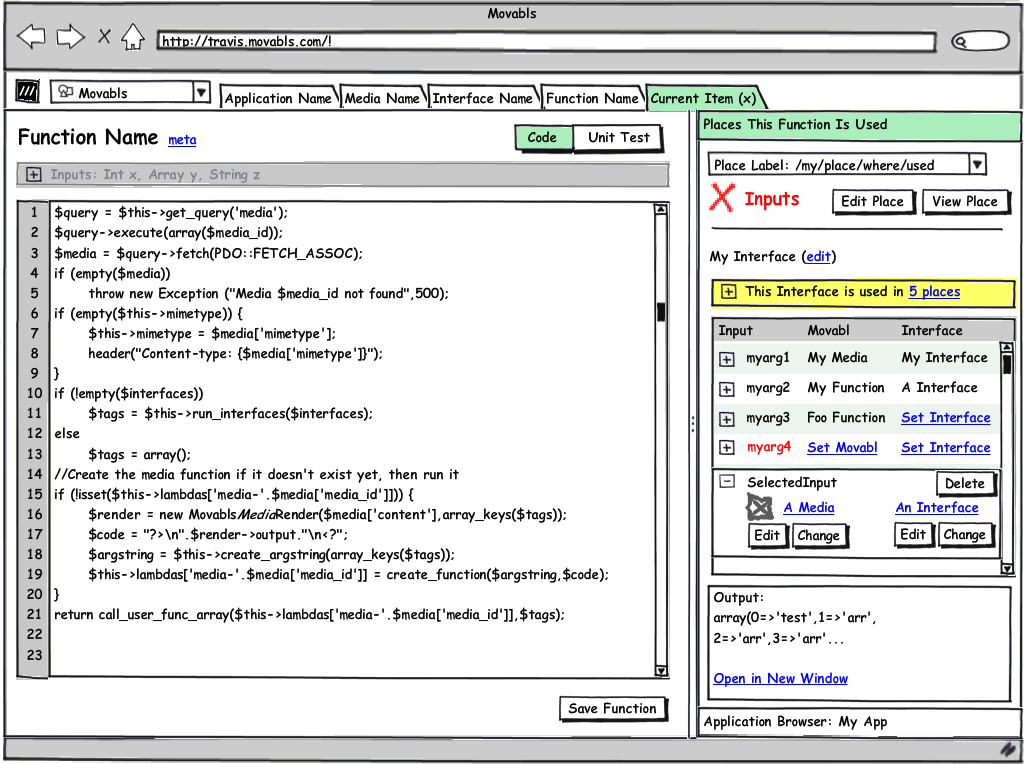 Movabls
http://travis.movabls.com/!
Movabls
Application Name
Media Name
Interface Name
Function Name
Current Item (x)
Function Name meta
Code
Unit Test
Inputs: Int x, Array y, String z
1 $query = $this->get_query('media');
2 $query->execute(array($media_id));
3 $media = $query->fetch(PDO::FETCH_ASSOC);
4 if (empty($media))
5 throw new Exception ("Media $media_id not found",500);
6 if (empty($this->mimetype)) {
7 $this->mimetype = $media['mimetype'];
8 header("Content-type: {$media['mimetype']}");
9 }
10 if (!empty($interfaces))
11 $tags = $this->run_interfaces($interfaces);
12 else
13 $tags = array();
14 //Create the media function if it doesn't exist yet, then run it
15 if (!isset($this->lambdas['media-'.$media['media_id']])) {
16 $render = new MovablsMediaRender($media['content'],array_keys($tags));
17 $code = "?>\n".$render->output."\n<?";
18 $argstring = $this->create_argstring(array_keys($tags));
19 $this->lambdas['media-'.$media['media_id']] = create_function($argstring,$code);
20 }
21 return call_user_func_array($this->lambdas['media-'.$media['media_id']],$tags);
22
23
Save Function
Places This Function Is Used
Place Label: /my/place/where/used
Inputs
Edit Place
View Place
My Interface (edit)
This Interface is used in 5 places
Input Movabl Interface
myarg1 My Media My Interface
myarg2 My Function A Interface
myarg3 Foo Function Set Interface
myarg4 Set Movabl Set Interface
SelectedInput Delete
A Media An Interface
Edit Change Edit Change
Output:
array(0=>'test',1=>'arr',
2=>'arr',3=>'arr'...
Open in New Window
Application Browser: My App